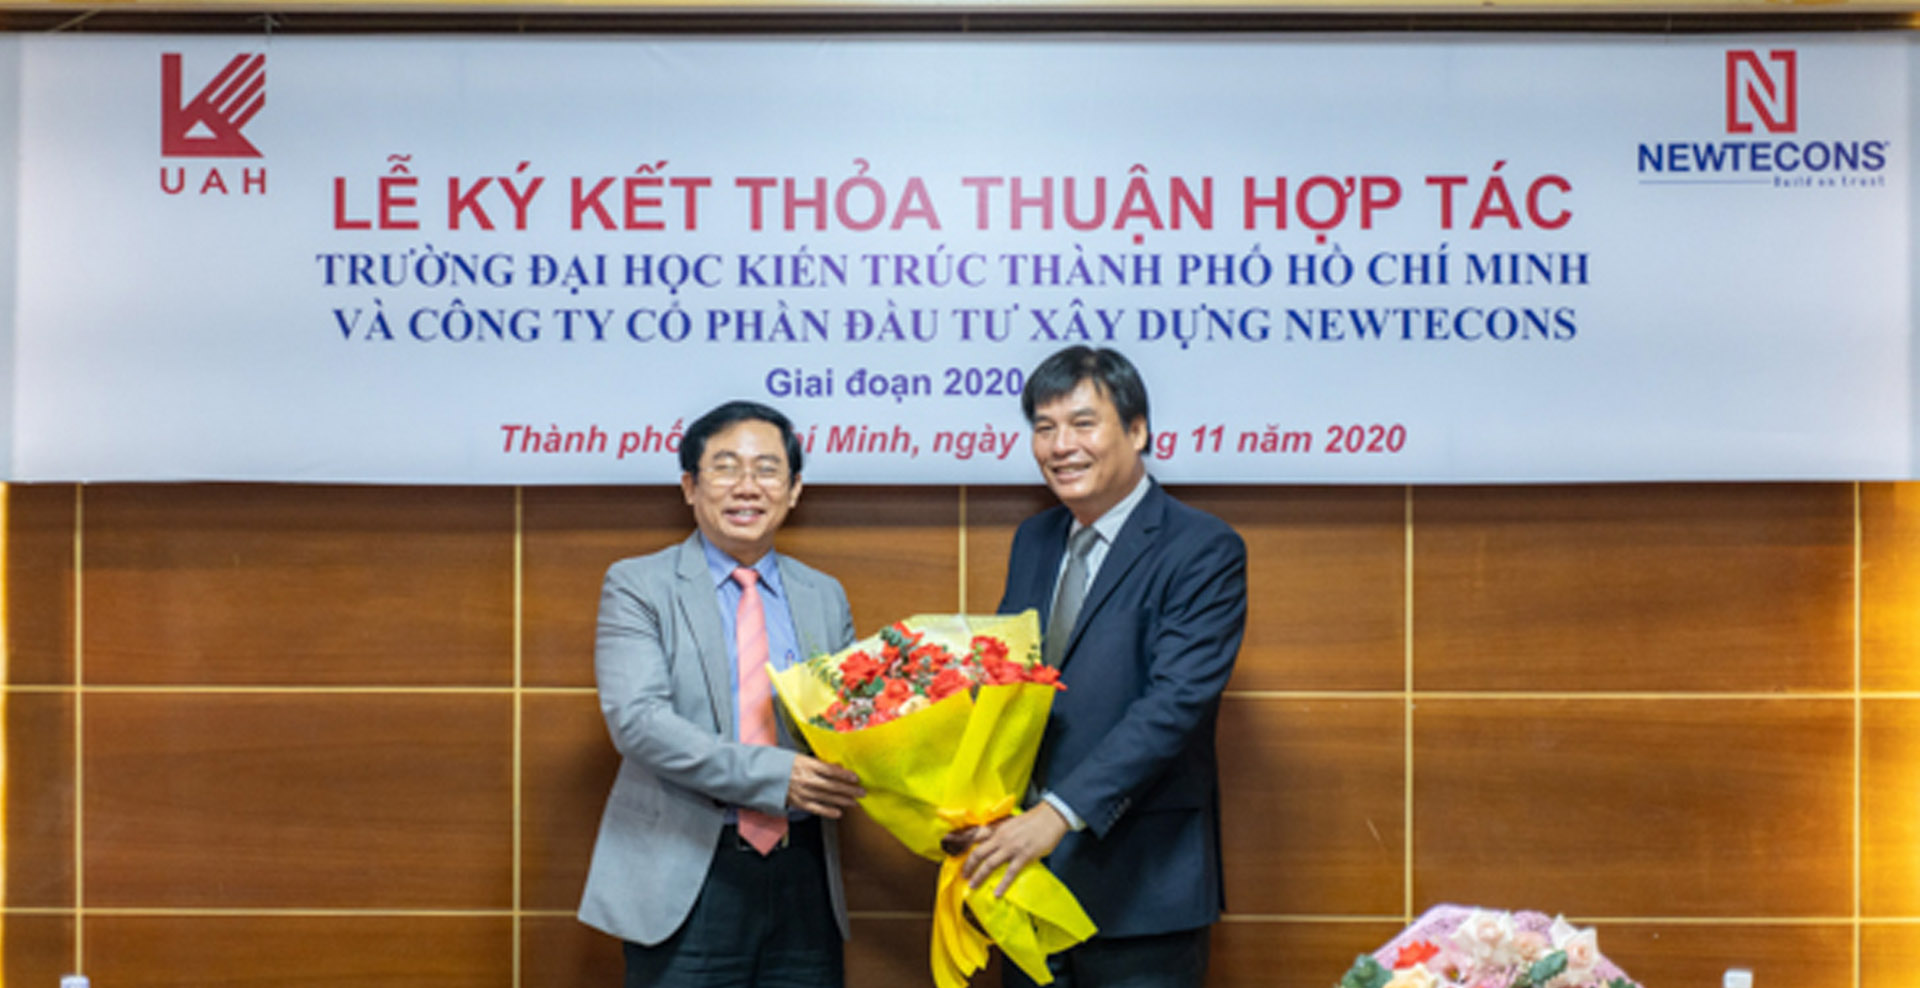 UAH
NEWTECONS
Build on trust
LỄ KÝ KẾT THỎA THUẬN HỢP TÁC
TRƯỜNG ĐẠI HỌC KIẾN TRÚC THÀNH PHỐ HỒ CHÍ MINH
VÀ CÔNG TY CỔ PHẦN ĐẦU TƯ XÂY DỰNG NEWTECONS
Giai đoạn 2020
Thành phố Minh, ngày 11 năm 2020